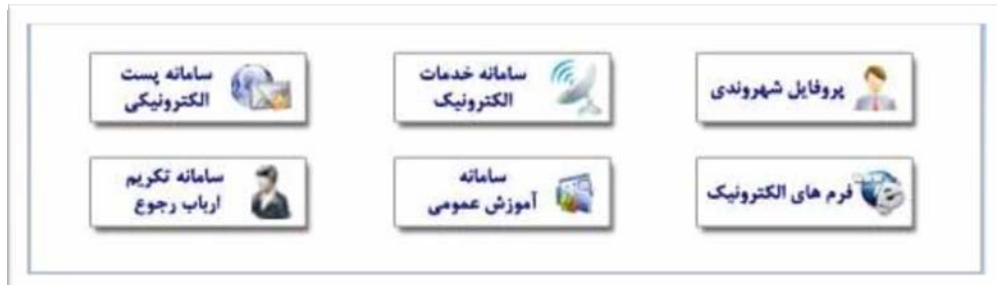 پروفایل شهروندی
سامانه خدمات
الکترونیک
سامانه پست
الکترونیکی
فرم های الکترونیک
سامانه
آموزش عمومی
سامانه تکریم
ارباب رجوع